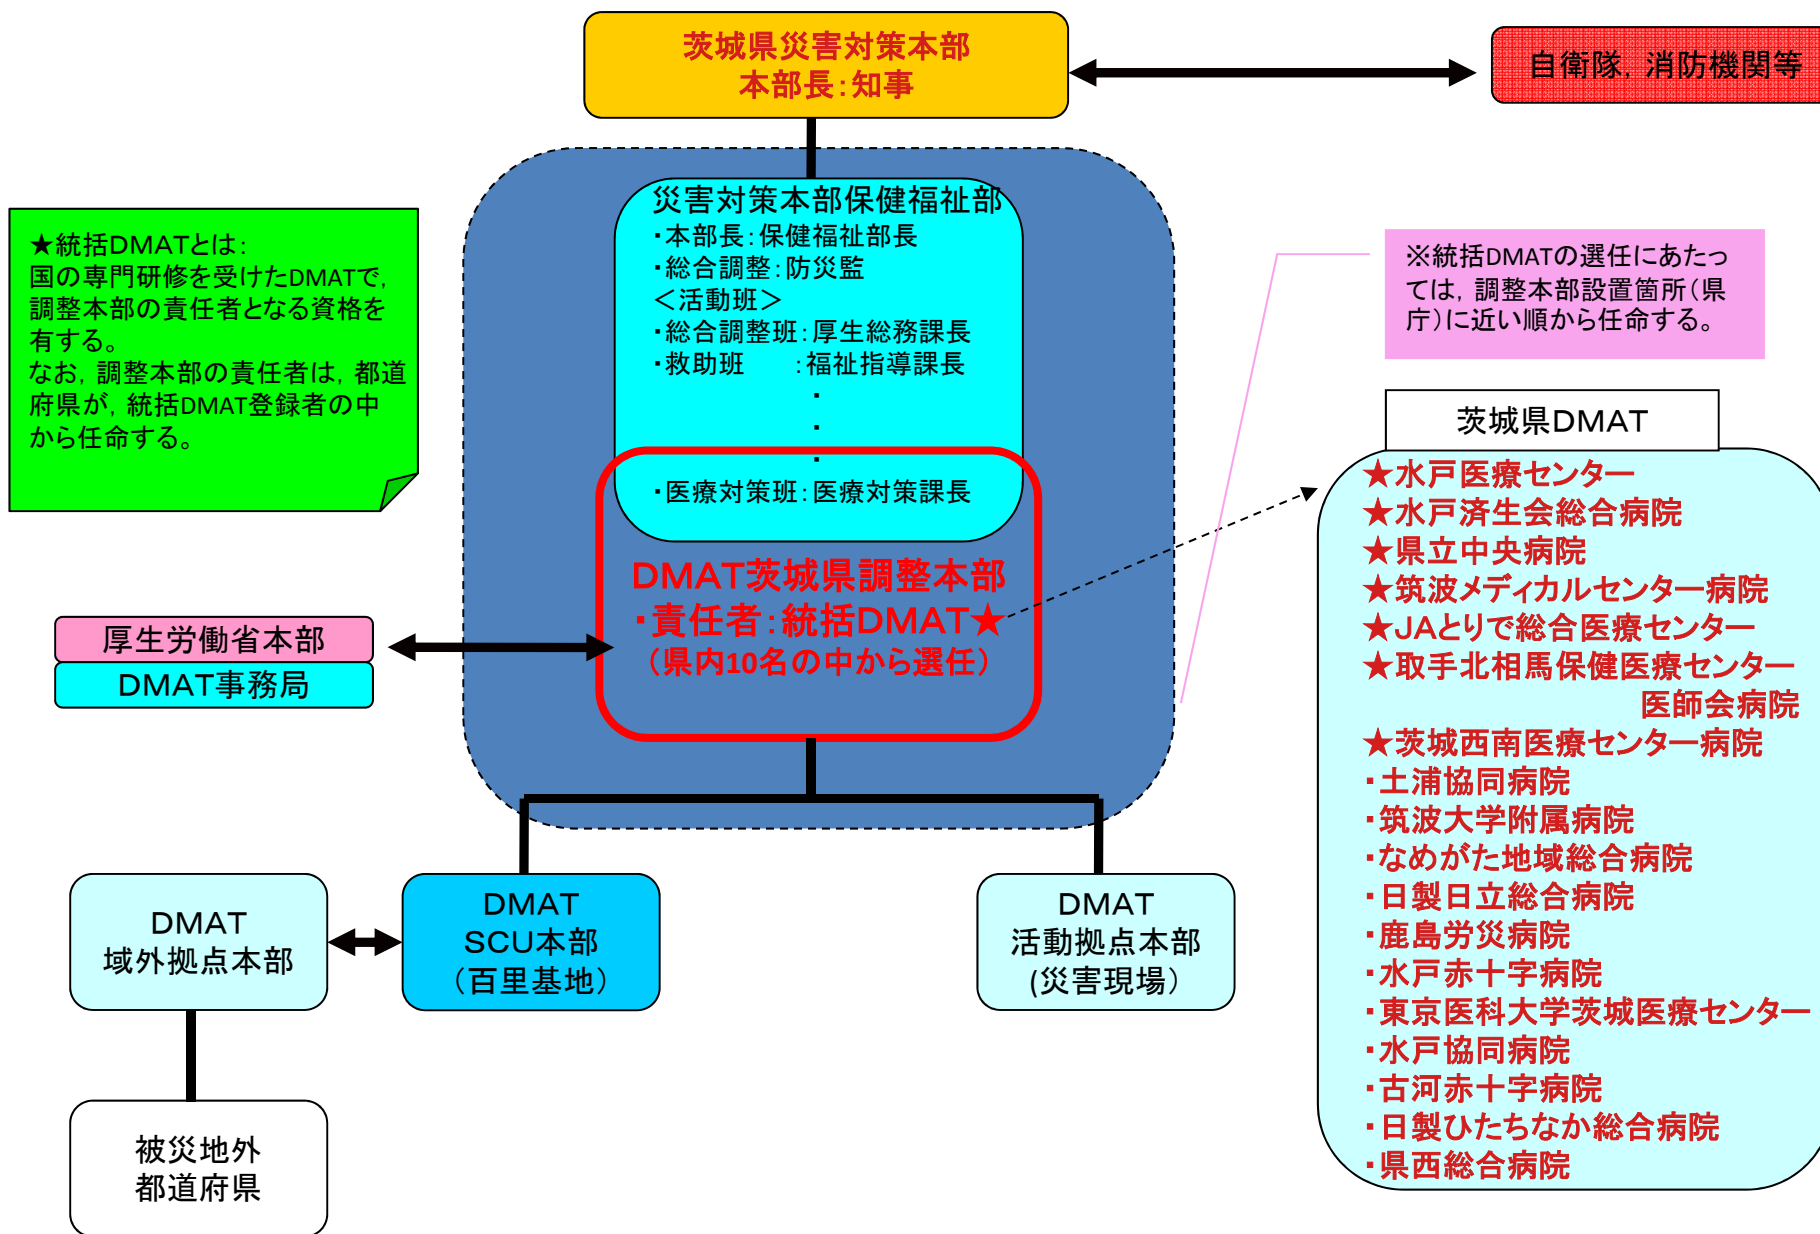 茨城県災害対策本部
本部長：知事
自衛隊，消防機関等
災害対策本部保健福祉部
・本部長：保健福祉部長
・総合調整：防災監
＜活動班＞
・総合調整班：厚生総務課長
・救助班　　：福祉指導課長
・
・
・
・医療対策班：医療対策課長
★統括DMATとは：
国の専門研修を受けたDMATで，
調整本部の責任者となる資格を
有する。
なお，調整本部の責任者は，都道
府県が，統括DMAT登録者の中
から任命する。
※統括DMATの選任にあたっ
ては，調整本部設置箇所（県
庁）に近い順から任命する。
DMAT茨城県調整本部
・責任者：統括DMAT★
（県内10名の中から選任）
厚生労働省本部
DMAT事務局
茨城県DMAT
★水戸医療センター
★水戸済生会総合病院
★県立中央病院
★筑波メディカルセンター病院
★JAとりで総合医療センター
★取手北相馬保健医療センター
医師会病院
★茨城西南医療センター病院
・土浦協同病院
・筑波大学附属病院
・なめがた地域総合病院
・日製日立総合病院
・鹿島労災病院
・水戸赤十字病院
・東京医科大学茨城医療センター
・水戸協同病院
・古河赤十字病院
・日製ひたちなか総合病院
・県西総合病院
DMAT
域外拠点本部
DMAT
SCU本部
（百里基地）
DMAT
活動拠点本部
(災害現場）
被災地外
都道府県